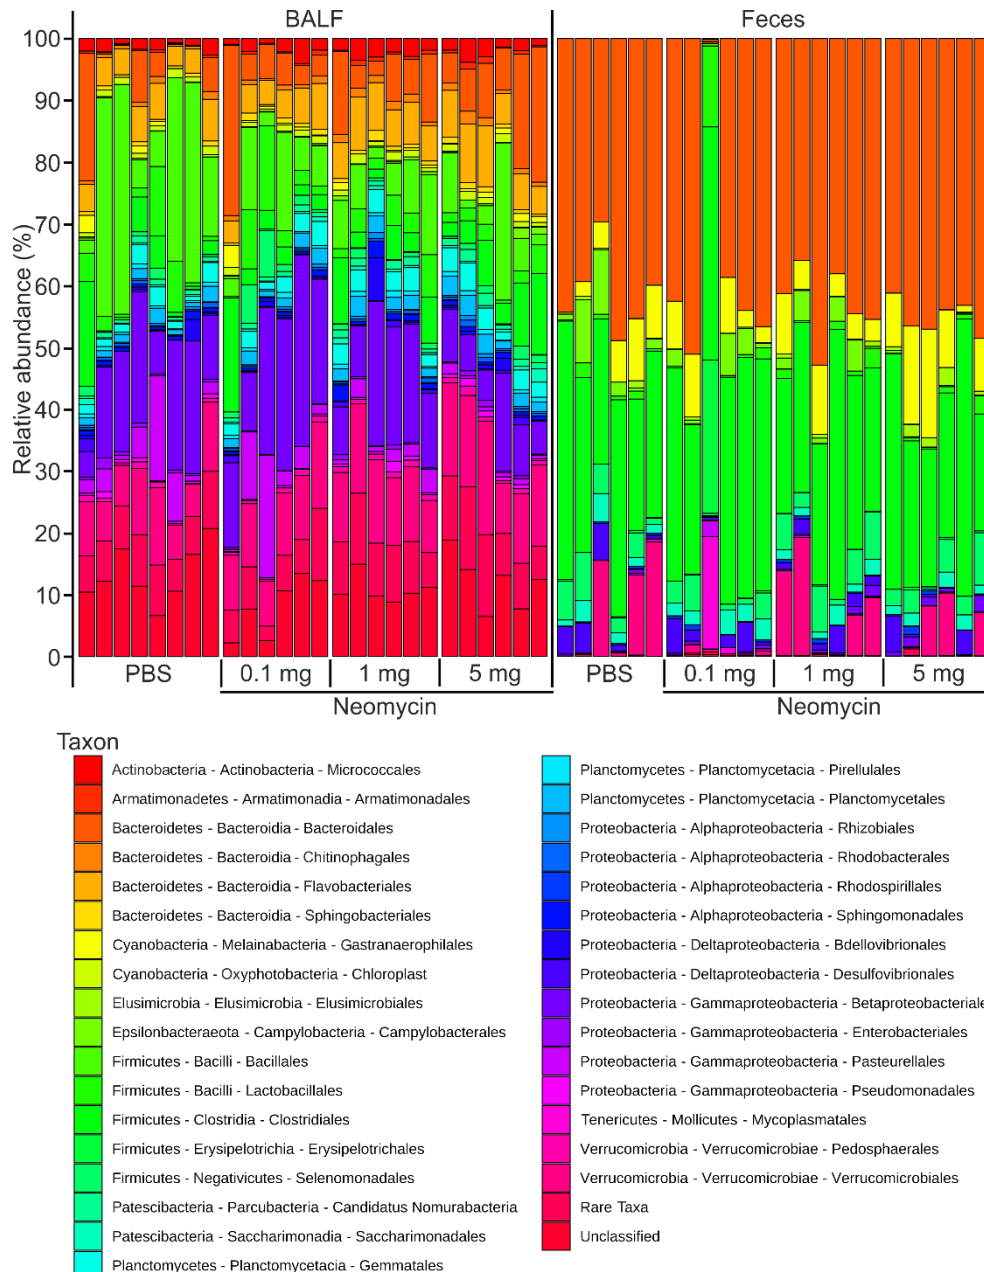 BALF Feces
Relative abundance (%)
100
90
80
70
60
50
40
30
20
10
0
PBS 0.1 mg 1 mg 5 mg PBS 0.1 mg 1 mg 5 mg
Neomycin Neomycin
Taxon
Actinobacteria - Actinobacteria - Micrococcales
Armatimonadetes - Armatimonadia - Armatimonadales
Bacteroidetes - Bacteroidia - Bacteroidales
Bacteroidetes - Bacteroidia - Chitinophagales
Bacteroidetes - Bacteroidia - Flavobacteriales
Bacteroidetes - Bacteroidia - Sphingobacteriales
Cyanobacteria - Melainabacteria - Gastranaerophilales
Cyanobacteria - Oxyphotobacteria - Chloroplast
Elusimicrobia - Elusimicrobia - Elusimicrobiales
Epsilonbacteraeota - Campylobacteria - Campylobacterales
Firmicutes - Bacilli - Bacillales
Firmicutes - Bacilli - Lactobacillales
Firmicutes - Clostridia - Clostridiales
Firmicutes - Erysipelotrichia - Erysipelotrichales
Firmicutes - Negativicutes - Selenomonadales
Patescibacteria - Parcubacteria - Candidatus Nomurabacteria
Patescibacteria - Saccharimonadia - Saccharimonadales
Planctomycetes - Planctomycetacia - Gemmatales
Planctomycetes - Planctomycetacia - Pirellulales
Planctomycetes - Planctomycetacia - Planctomycetales
Proteobacteria - Alphaproteobacteria - Rhizobiales
Proteobacteria - Alphaproteobacteria - Rhodobacterales
Proteobacteria - Alphaproteobacteria - Rhodospirillales
Proteobacteria - Alphaproteobacteria - Sphingomonadales
Proteobacteria - Deltaproteobacteria - Bdellovibrionales
Proteobacteria - Deltaproteobacteria - Desulfovibrionales
Proteobacteria - Gammaproteobacteria - Betaproteobacteriale
Proteobacteria - Gammaproteobacteria - Enterobacteriales
Proteobacteria - Gammaproteobacteria - Pasteurellales
Proteobacteria - Gammaproteobacteria - Pseudomonadales
Tenericutes - Mollicutes - Mycoplasmatales
Verrucomicrobia - Verrucomicrobiae - Pedosphaerales
Verrucomicrobia - Verrucomicrobiae - Verrucomicrobiales
Rare Taxa
Unclassified